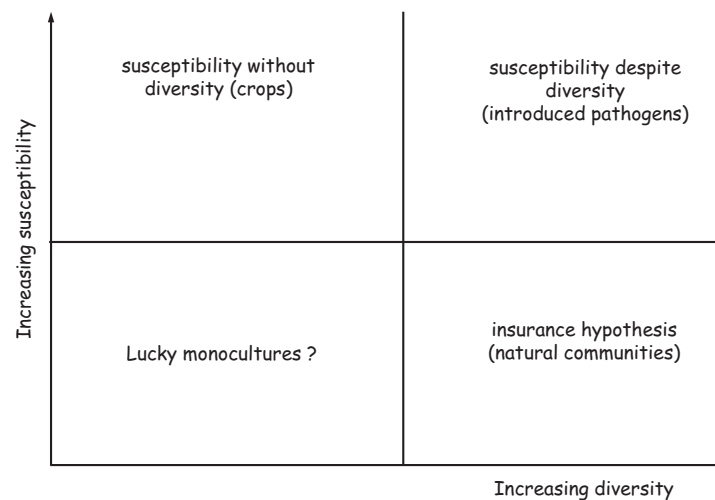 susceptibility without
diversity (crops)
susceptibility despite
diversity
(introduced pathogens)
Increasing susceptibility
Lucky monocultures ?
insurance hypothesis
(natural communities)
Increasing diversity